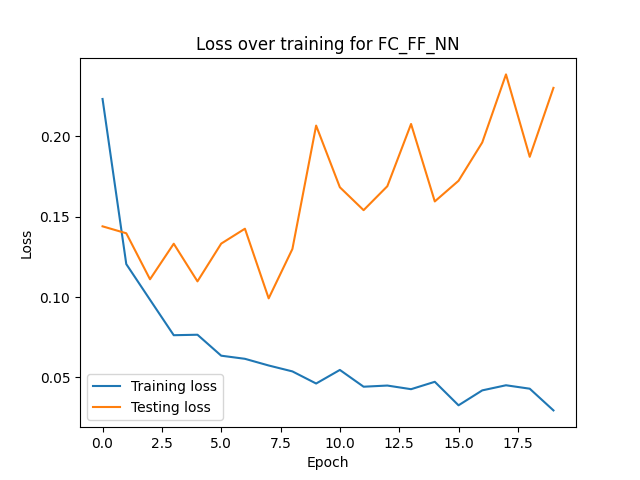 Loss over training for FC_FF_NN
Loss
0.20
0.15
0.10
0.05
Training loss
Testing loss
0.0 2.5 5.0 7.5 10.0 12.5 15.0 17.5
Epoch